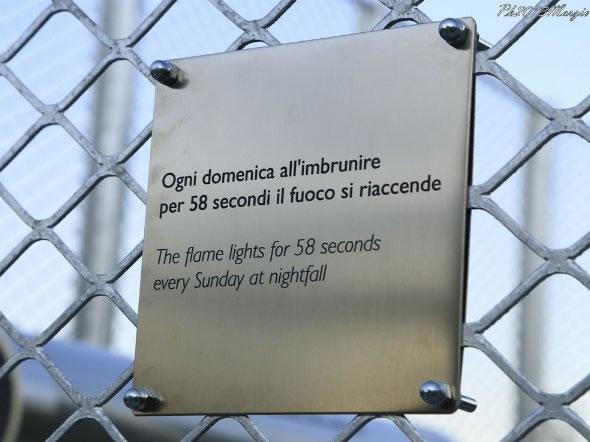 Ogni domenica all'imbrunire
per 58 secondi il fuoco si riaccende
The flame lights for 58 seconds
every Sunday at nightfall